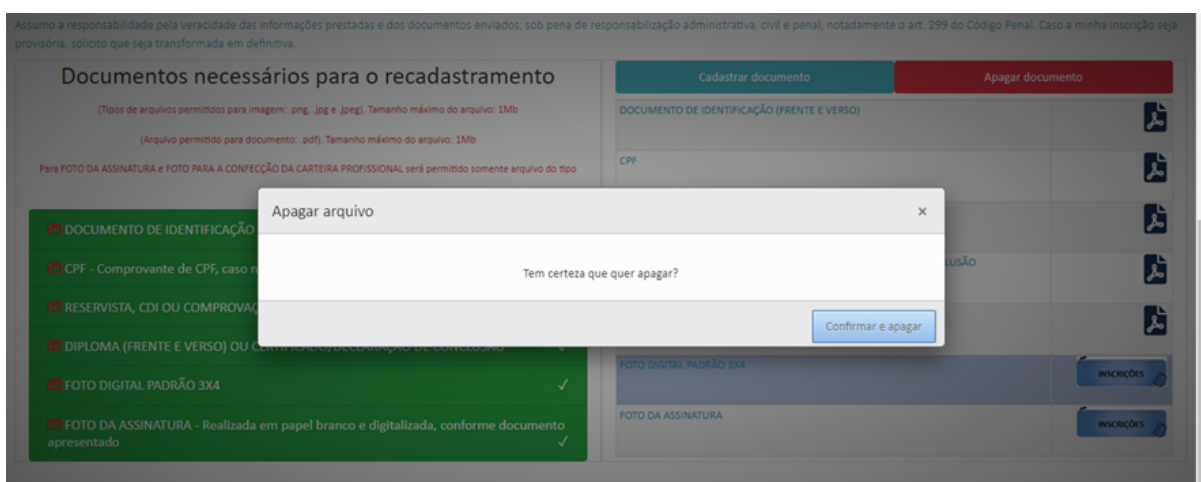 Assumo a responsabilidade pela veracidade das informações prestadas e dos documentos enviados, sob pena de responsabilização administrativa, civil e penal, notadamente o art. 299 do Código Penal. Caso a minha inscrição seja
provisória, solicito que seja transformada em definitiva.
Documentos necessários para o recadastramento
(Tipos de arquivos permitidos para imagem: .png, .jpg e .jpeg). Tamanho máximo do arquivo: 1Mb
(Arquivo permitido para documento: .pdf). Tamanho máximo do arquivo: 1Mb
Para FOTO DA ASSINATURA e FOTO PARA A CONFECÇÃO DA CARTEIRA PROFISSIONAL será permitido somente arquivo do tipo
DOCUMENTO DE IDENTIFICAÇÃO
CPF - Comprovante de CPF, caso
RESERVISTA, CDI OU
DIPLOMA (FRENTE E VERSO) OU CERTIFICADO/DECLARAÇÃO DE CONCLUSÃO
FOTO DIGITAL PADRÃO 3X4 ✓
FOTO DA ASSINATURA - Realizada em papel branco e digitalizada, conforme documento
apresentado ✓
Cadastrar documento
Apagar documento
DOCUMENTO DE IDENTIFICAÇÃO (FRENTE E VERSO)
CPF
FOTO DIGITAL PADRÃO 3X4
INSCRIÇÕES
FOTO DA ASSINATURA
INSCRIÇÕES
Apagar arquivo
×
Tem certeza que quer apagar?
Confirmar e apagar